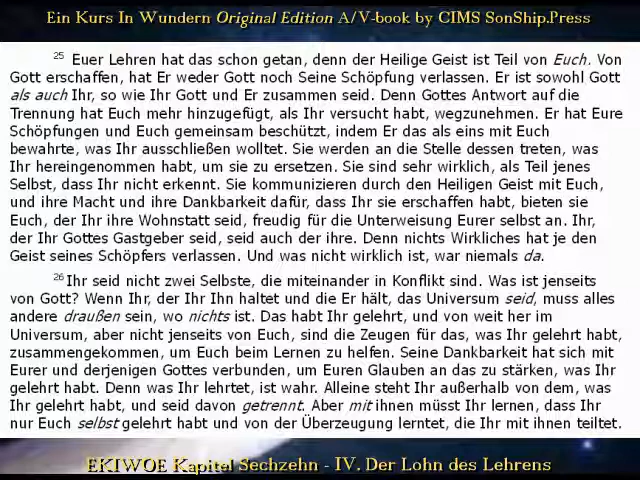 Ein Kurs In Wundern Original Edition A/V-book by CIMS SonShip.Press
25 Euer Lehren hat das schon getan, denn der Heilige Geist ist Teil von Euch. Von
Gott erschaffen, hat Er weder Gott noch Seine Schöpfung verlassen. Er ist sowohl Gott
als auch Ihr, so wie Ihr Gott und Er zusammen seid. Denn Gottes Antwort auf die
Trennung hat Euch mehr hinzugefügt, als Ihr versucht habt, wegzunehmen. Er hat Eure
Schöpfungen und Euch gemeinsam beschützt, indem Er das als eins mit Euch
bewahrte, was Ihr ausschließen wolltet. Sie werden an die Stelle dessen treten, was
Ihr hereingenommen habt, um sie zu ersetzen. Sie sind sehr wirklich, als Teil jenes
Selbst, dass Ihr nicht erkennt. Sie kommunizieren durch den Heiligen Geist mit Euch,
und ihre Macht und ihre Dankbarkeit dafür, dass Ihr sie erschaffen habt, bieten sie
Euch, der Ihr ihre Wohnstatt seid, freudig für die Unterweisung Eurer selbst an. Ihr,
der Ihr Gottes Gastgeber seid, seid auch der ihre. Denn nichts Wirkliches hat je den
Geist seines Schöpfers verlassen. Und was nicht wirklich ist, war niemals da.
26 Ihr seid nicht zwei Selbste, die miteinander in Konflikt sind. Was ist jenseits
von Gott? Wenn Ihr, der Ihr Ihn haltet und die Er hält, das Universum seid, muss alles
andere draußen sein, wo nichts ist. Das habt Ihr gelehrt, und von weit her im
Universum, aber nicht jenseits von Euch, sind die Zeugen für das, was Ihr gelehrt habt,
zusammengekommen, um Euch beim Lernen zu helfen. Seine Dankbarkeit hat sich mit
Eurer und derjenigen Gottes verbunden, um Euren Glauben an das zu stärken, was Ihr
gelehrt habt. Denn was Ihr lehrtet, ist wahr. Alleine steht Ihr außerhalb von dem, was
Ihr gelehrt habt, und seid davon getrennt. Aber mit ihnen müsst Ihr lernen, dass Ihr
nur Euch selbst gelehrt habt und von der Überzeugung lerntet, die Ihr mit ihnen teiltet.
EKIWOE Kapitel Sechzehn - IV. Der Lohn des Lehrens